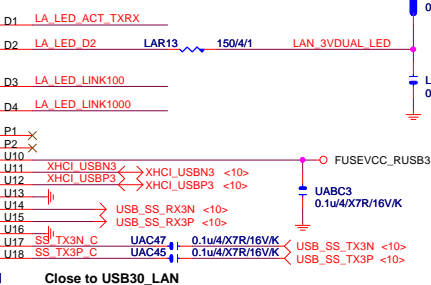 D1 LA_LED_ACT_TXRX
D2 LA_LED_D2 LAR13 150/4/1 LAN_3VDUAL_LED
D3 LA_LED_LINK100
D4 LA_LED_LINK1000
P1
P2
U10 FUSEVCC_RUSB3
U11 XHCI_USBN3 XHCI_USBN3 <10>
U12 XHCI_USBP3 XHCI_USBP3 <10>
U13 UABC3
0.1u/4/X7R/16V/K
U14 USB_SS_RX3N <10>
U15 USB_SS_RX3P <10>
U16
U17 SS_TX3N_C UAC47 0.1u/4/X7R/16V/K USB_SS_TX3N <10>
U18 SS_TX3P_C UAC45 0.1u/4/X7R/16V/K USB_SS_TX3P <10>
Close to USB30_LAN